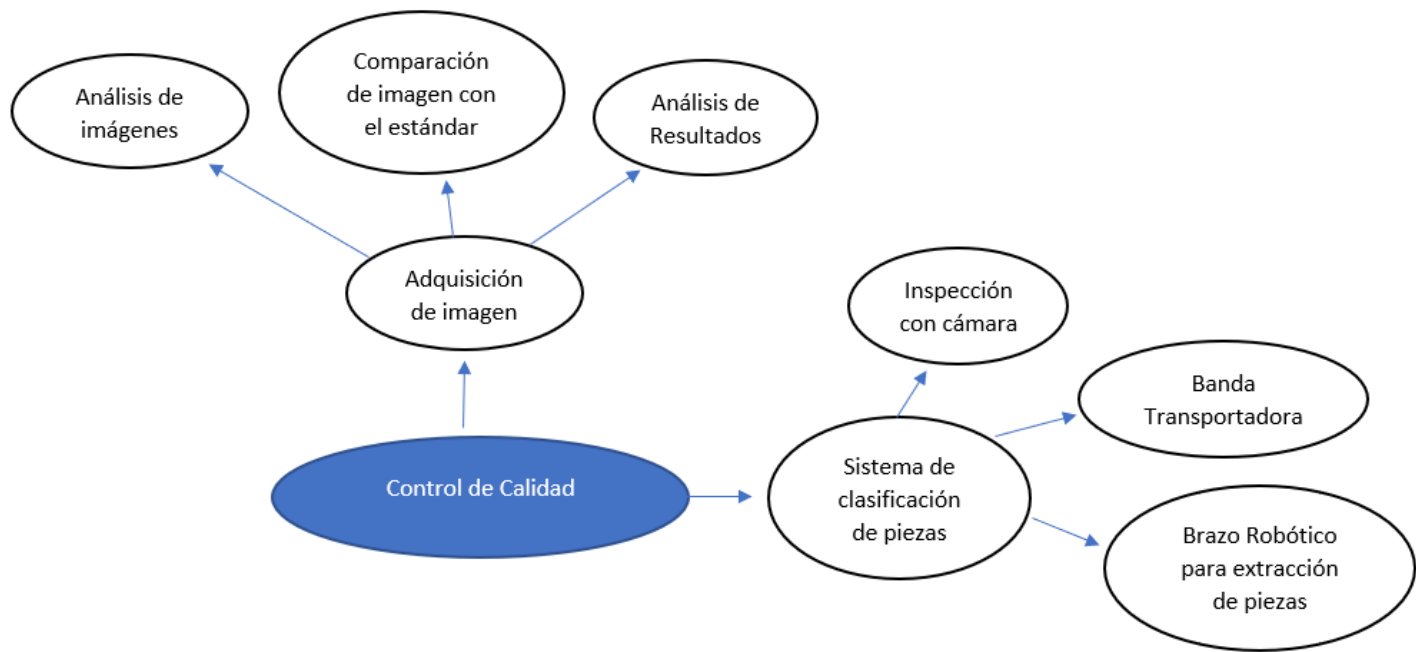 Análisis de
imágenes
Comparación
de imagen con
el estándar
Análisis de
Resultados
Adquisición
de imagen
Inspección
con cámara
Banda
Transportadora
Control de Calidad
Sistema de
clasificación
de piezas
Brazo Robótico
para extracción
de piezas